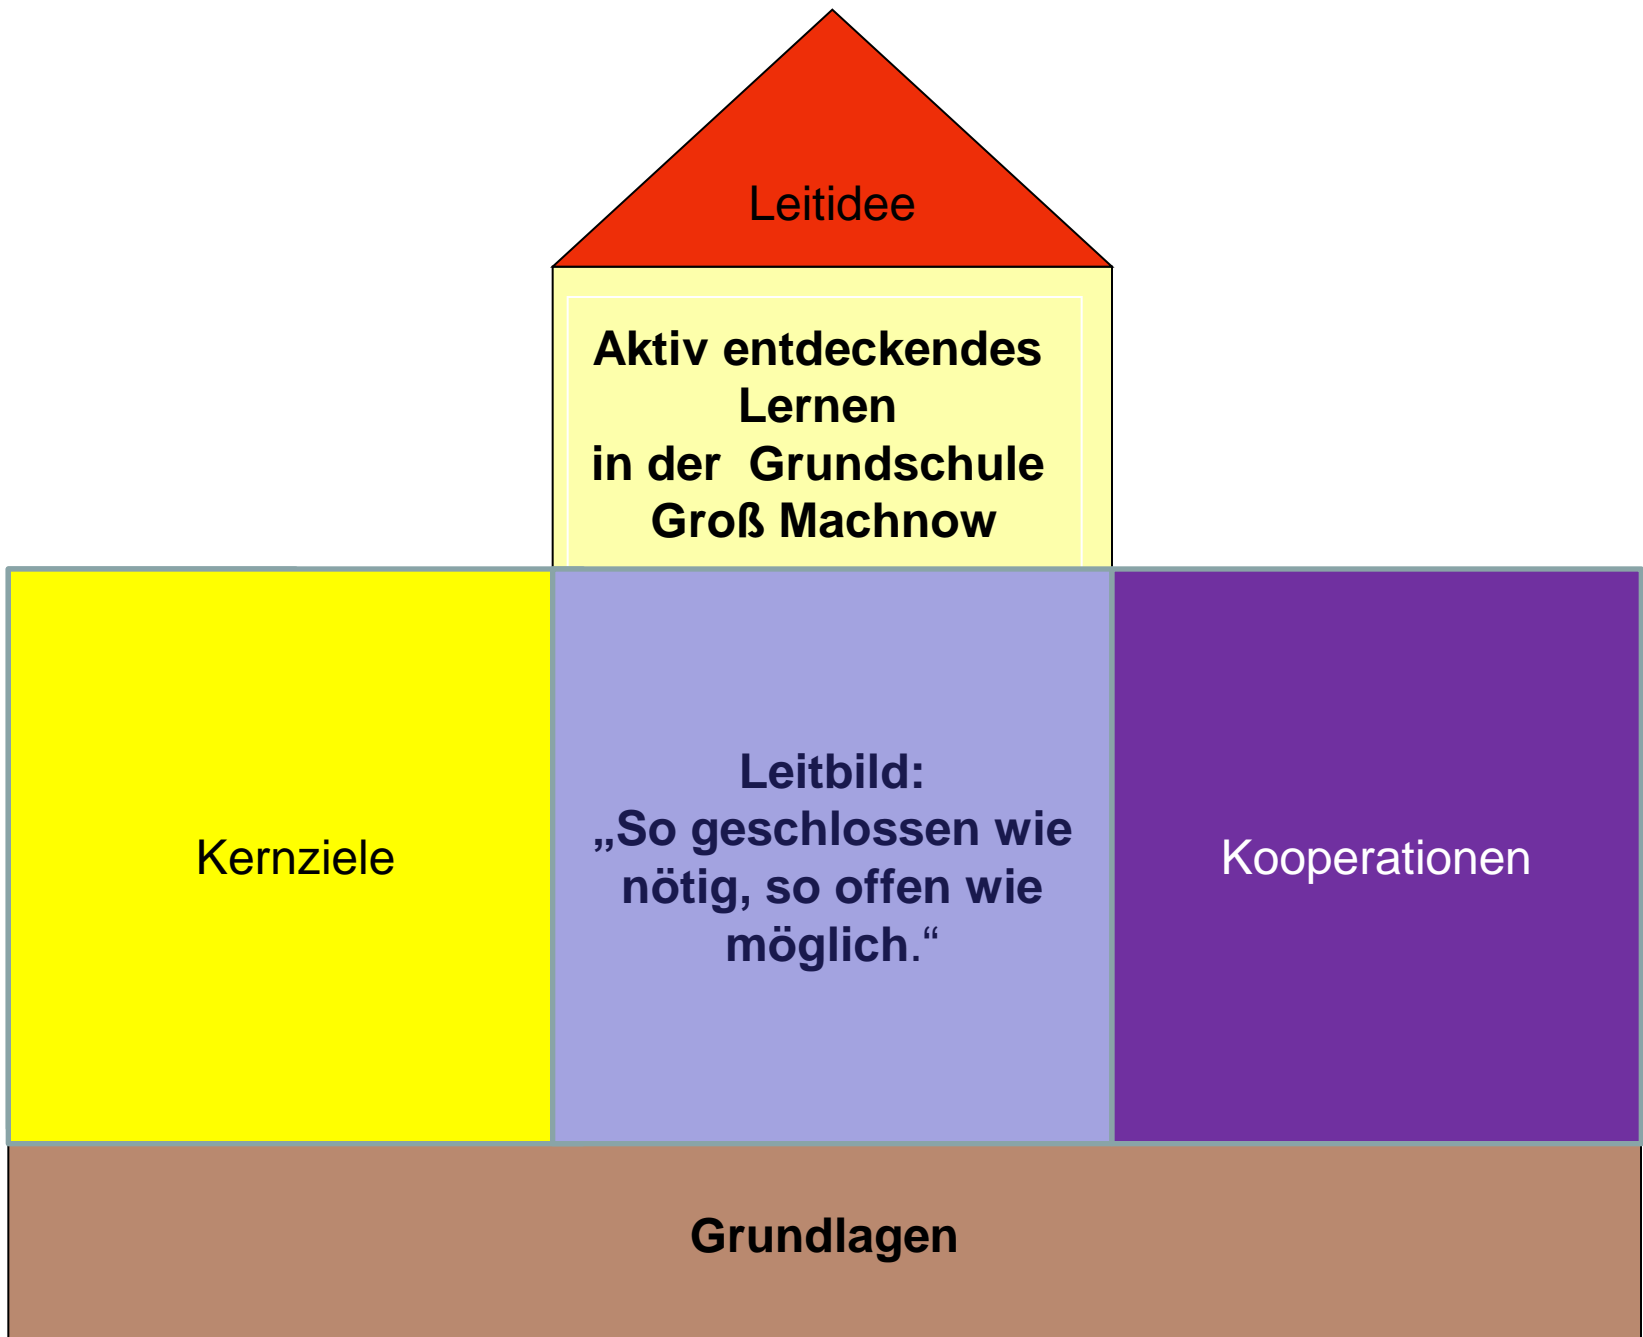 Leitidee
Aktiv entdeckendes
Lernen
in der  Grundschule
Groß Machnow
Kernziele
Leitbild:
„So geschlossen wie
nötig, so offen wie
möglich.“
Kooperationen
Grundlagen